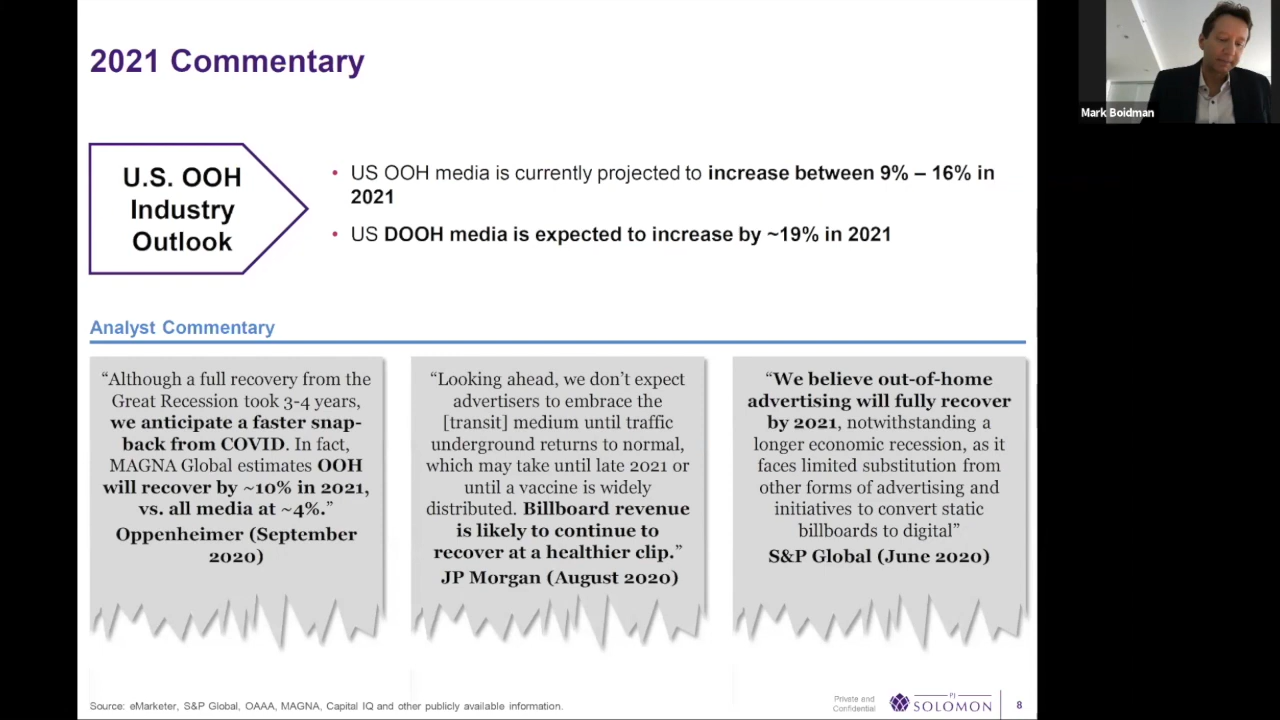 2021 Commentary
Mark Boidman
U.S. OOH
Industry
Outlook
• US OOH media is currently projected to increase between 9% – 16% in
2021
• US DOOH media is expected to increase by ~19% in 2021
Analyst Commentary
“Although a full recovery from the
Great Recession took 3-4 years,
we anticipate a faster snap-
back from COVID. In fact,
MAGNA Global estimates OOH
will recover by ~10% in 2021,
vs. all media at ~4%.”
Oppenheimer (September
2020)
“Looking ahead, we don’t expect
advertisers to embrace the
[transit] medium until traffic
underground returns to normal,
which may take until late 2021 or
until a vaccine is widely
distributed. Billboard revenue
is likely to continue to
recover at a healthier clip.”
JP Morgan (August 2020)
“We believe out-of-home
advertising will fully recover
by 2021, notwithstanding a
longer economic recession, as it
faces limited substitution from
other forms of advertising and
initiatives to convert static
billboards to digital”
S&P Global (June 2020)
Source: eMarketer, S&P Global, OAAA, MAGNA, Capital IQ and other publicly available information.
Private and
Confidential
PJ
SOLOMON
8